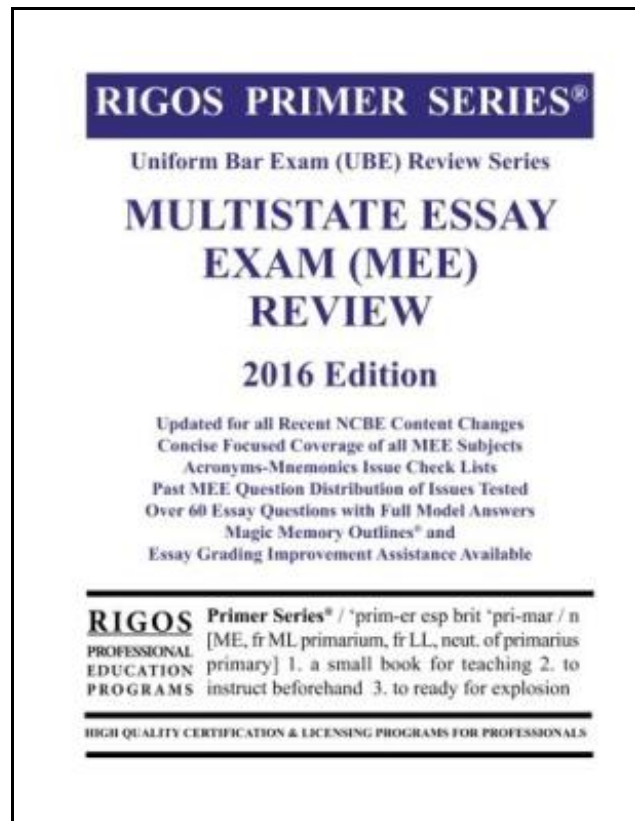 RIGOS PRIMER SERIES®
Uniform Bar Exam (UBE) Review Series
MULTISTATE ESSAY
EXAM (MEE)
REVIEW
2016 Edition
Updated for all Recent NCBE Content Changes
Concise Focused Coverage of all MEE Subjects
Acronyms-Mnemonics Issue Check Lists
Past MEE Question Distribution of Issues Tested
Over 60 Essay Questions with Full Model Answers
Magic Memory Outlines® and
Essay Grading Improvement Assistance Available
RIGOS
PROFESSIONAL
EDUCATION
PROGRAMS
Primer Series® / 'prim-er esp brit 'pri-mar / n
[ME, fr ML primarium, fr LL, neut. of primarius
primary] 1. a small book for teaching 2. to
instruct beforehand 3. to ready for explosion
HIGH QUALITY CERTIFICATION & LICENSING PROGRAMS FOR PROFESSIONALS